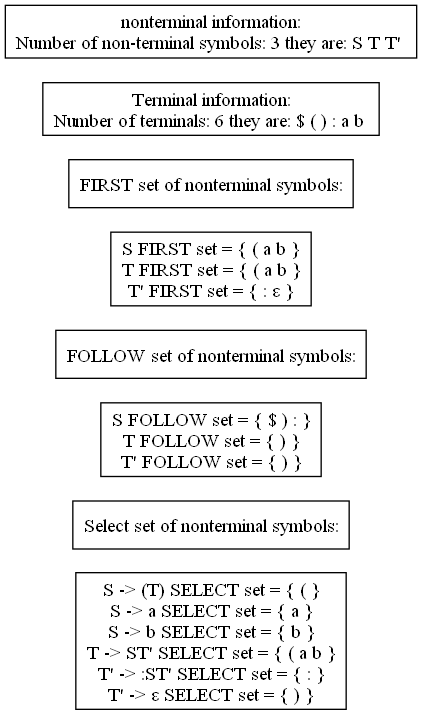 nonterminal information:
Number of non-terminal symbols: 3 they are: S T T'
Terminal information:
Number of terminals: 6 they are: $ ( ) : a b
FIRST set of nonterminal symbols:
S FIRST set = { ( a b }
T FIRST set = { ( a b }
T' FIRST set = { : ε }
FOLLOW set of nonterminal symbols:
S FOLLOW set = { $ ) : }
T FOLLOW set = { ) }
T' FOLLOW set = { ) }
Select set of nonterminal symbols:
S -> (T) SELECT set = { ( }
S -> a SELECT set = { a }
S -> b SELECT set = { b }
T -> ST' SELECT set = { ( a b }
T' -> :ST' SELECT set = { : }
T' -> ε SELECT set = { ) }